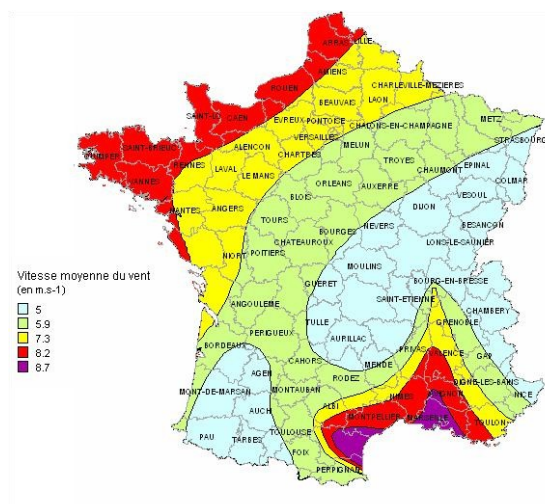 LILLE
ARRAS
AMIENS
ROUEN
CHARLEVILLE-MEZIERES
BEAUVAIS
LAON
SAINT-LO
CAEN
EVREUX
PONTOISE
METZ
VERSAILLES
CHALONS-EN-CHAMPAGNE
STRASBOURG
SAINT-BRIEUC
QUIMPER
RENNES
ALENCON
CHARTRES
MELUN
TROYES
CHAUMONT
EPINAL
COLMAR
VANNES
LAVAL
LE MANS
ORLEANS
AUXERRE
VESOUL
BLOIS
NANTES
ANGERS
DIJON
BESANCON
TOURS
BOURGES
NEVERS
CHATEAUROUX
LONS-LE-SAUNIER
NIORT
POITIERS
MOULINS
Vitesse moyenne du vent
(en m.s-1)
5
5.9
7.3
8.2
8.7
GUERET
BOURG-EN-BRESSE
SAINT-ETIENNE
ANGOULEME
CHAMBERY
TULLE
GRENOBLE
PERIGUEUX
AURILLAC
BORDEAUX
PRIVAS
VALENCE
CAHORS
MENDE
GAP
AGEN
RODEZ
DIGNE-LES-BAINS
MONT-DE-MARSAN
MONTAUBAN
NIMES
AVIGNON
NICE
AUCH
ALBI
MONTPELLIER
MARSEILLE
TOULON
TOULOUSE
PAU
TARBES
FOIX
PERPIGNAN